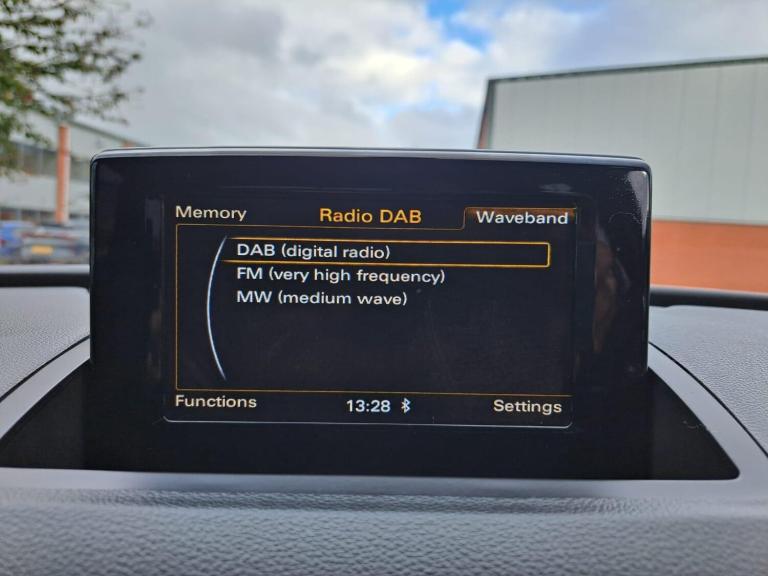 Memory Radio DAB Waveband
DAB (digital radio)
FM (very high frequency)
MW (medium wave)
Functions 13:28 Settings